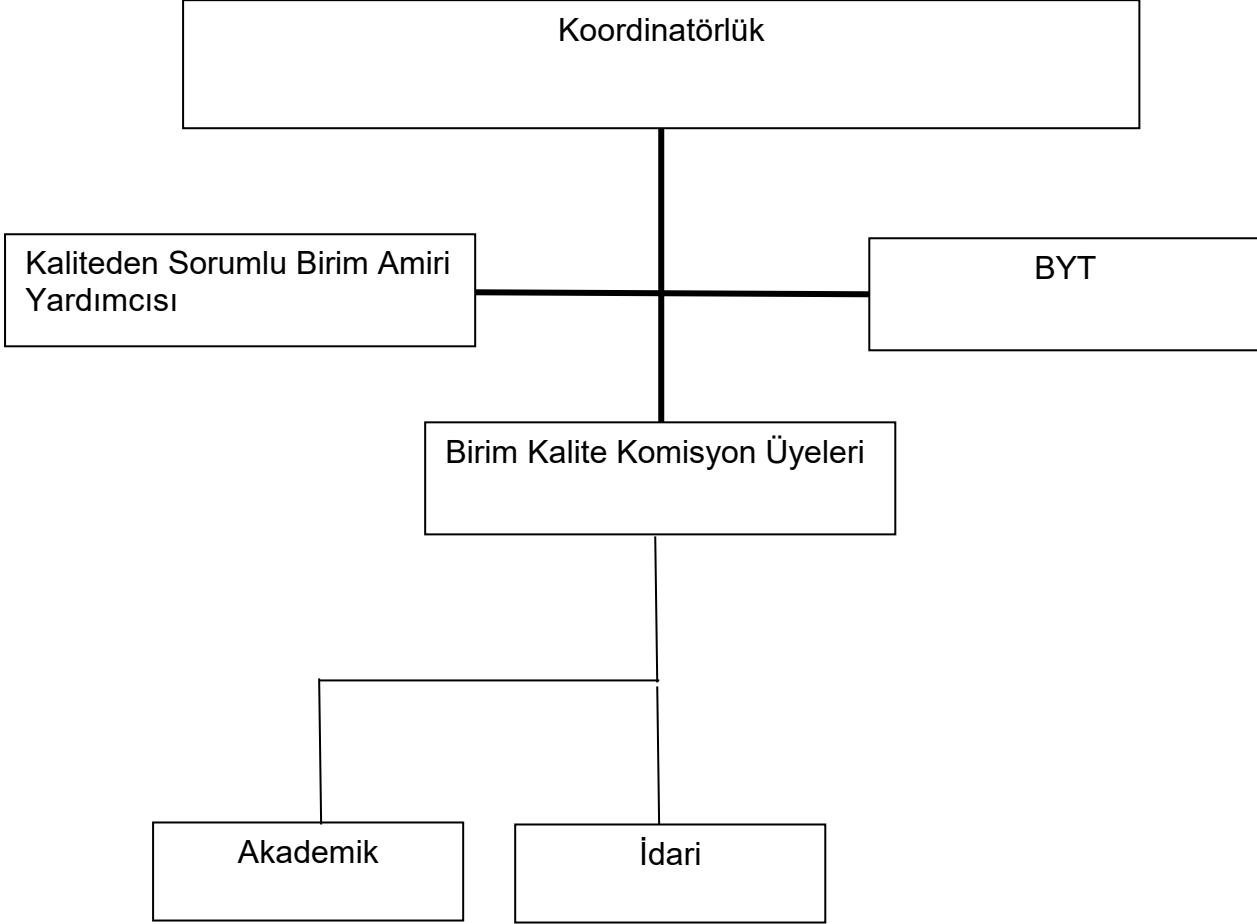 Koordinatörlük
Kaliteden Sorumlu Birim Amiri
Yardımcısı
BYT
Birim Kalite Komisyon Üyeleri
Akademik
İdari